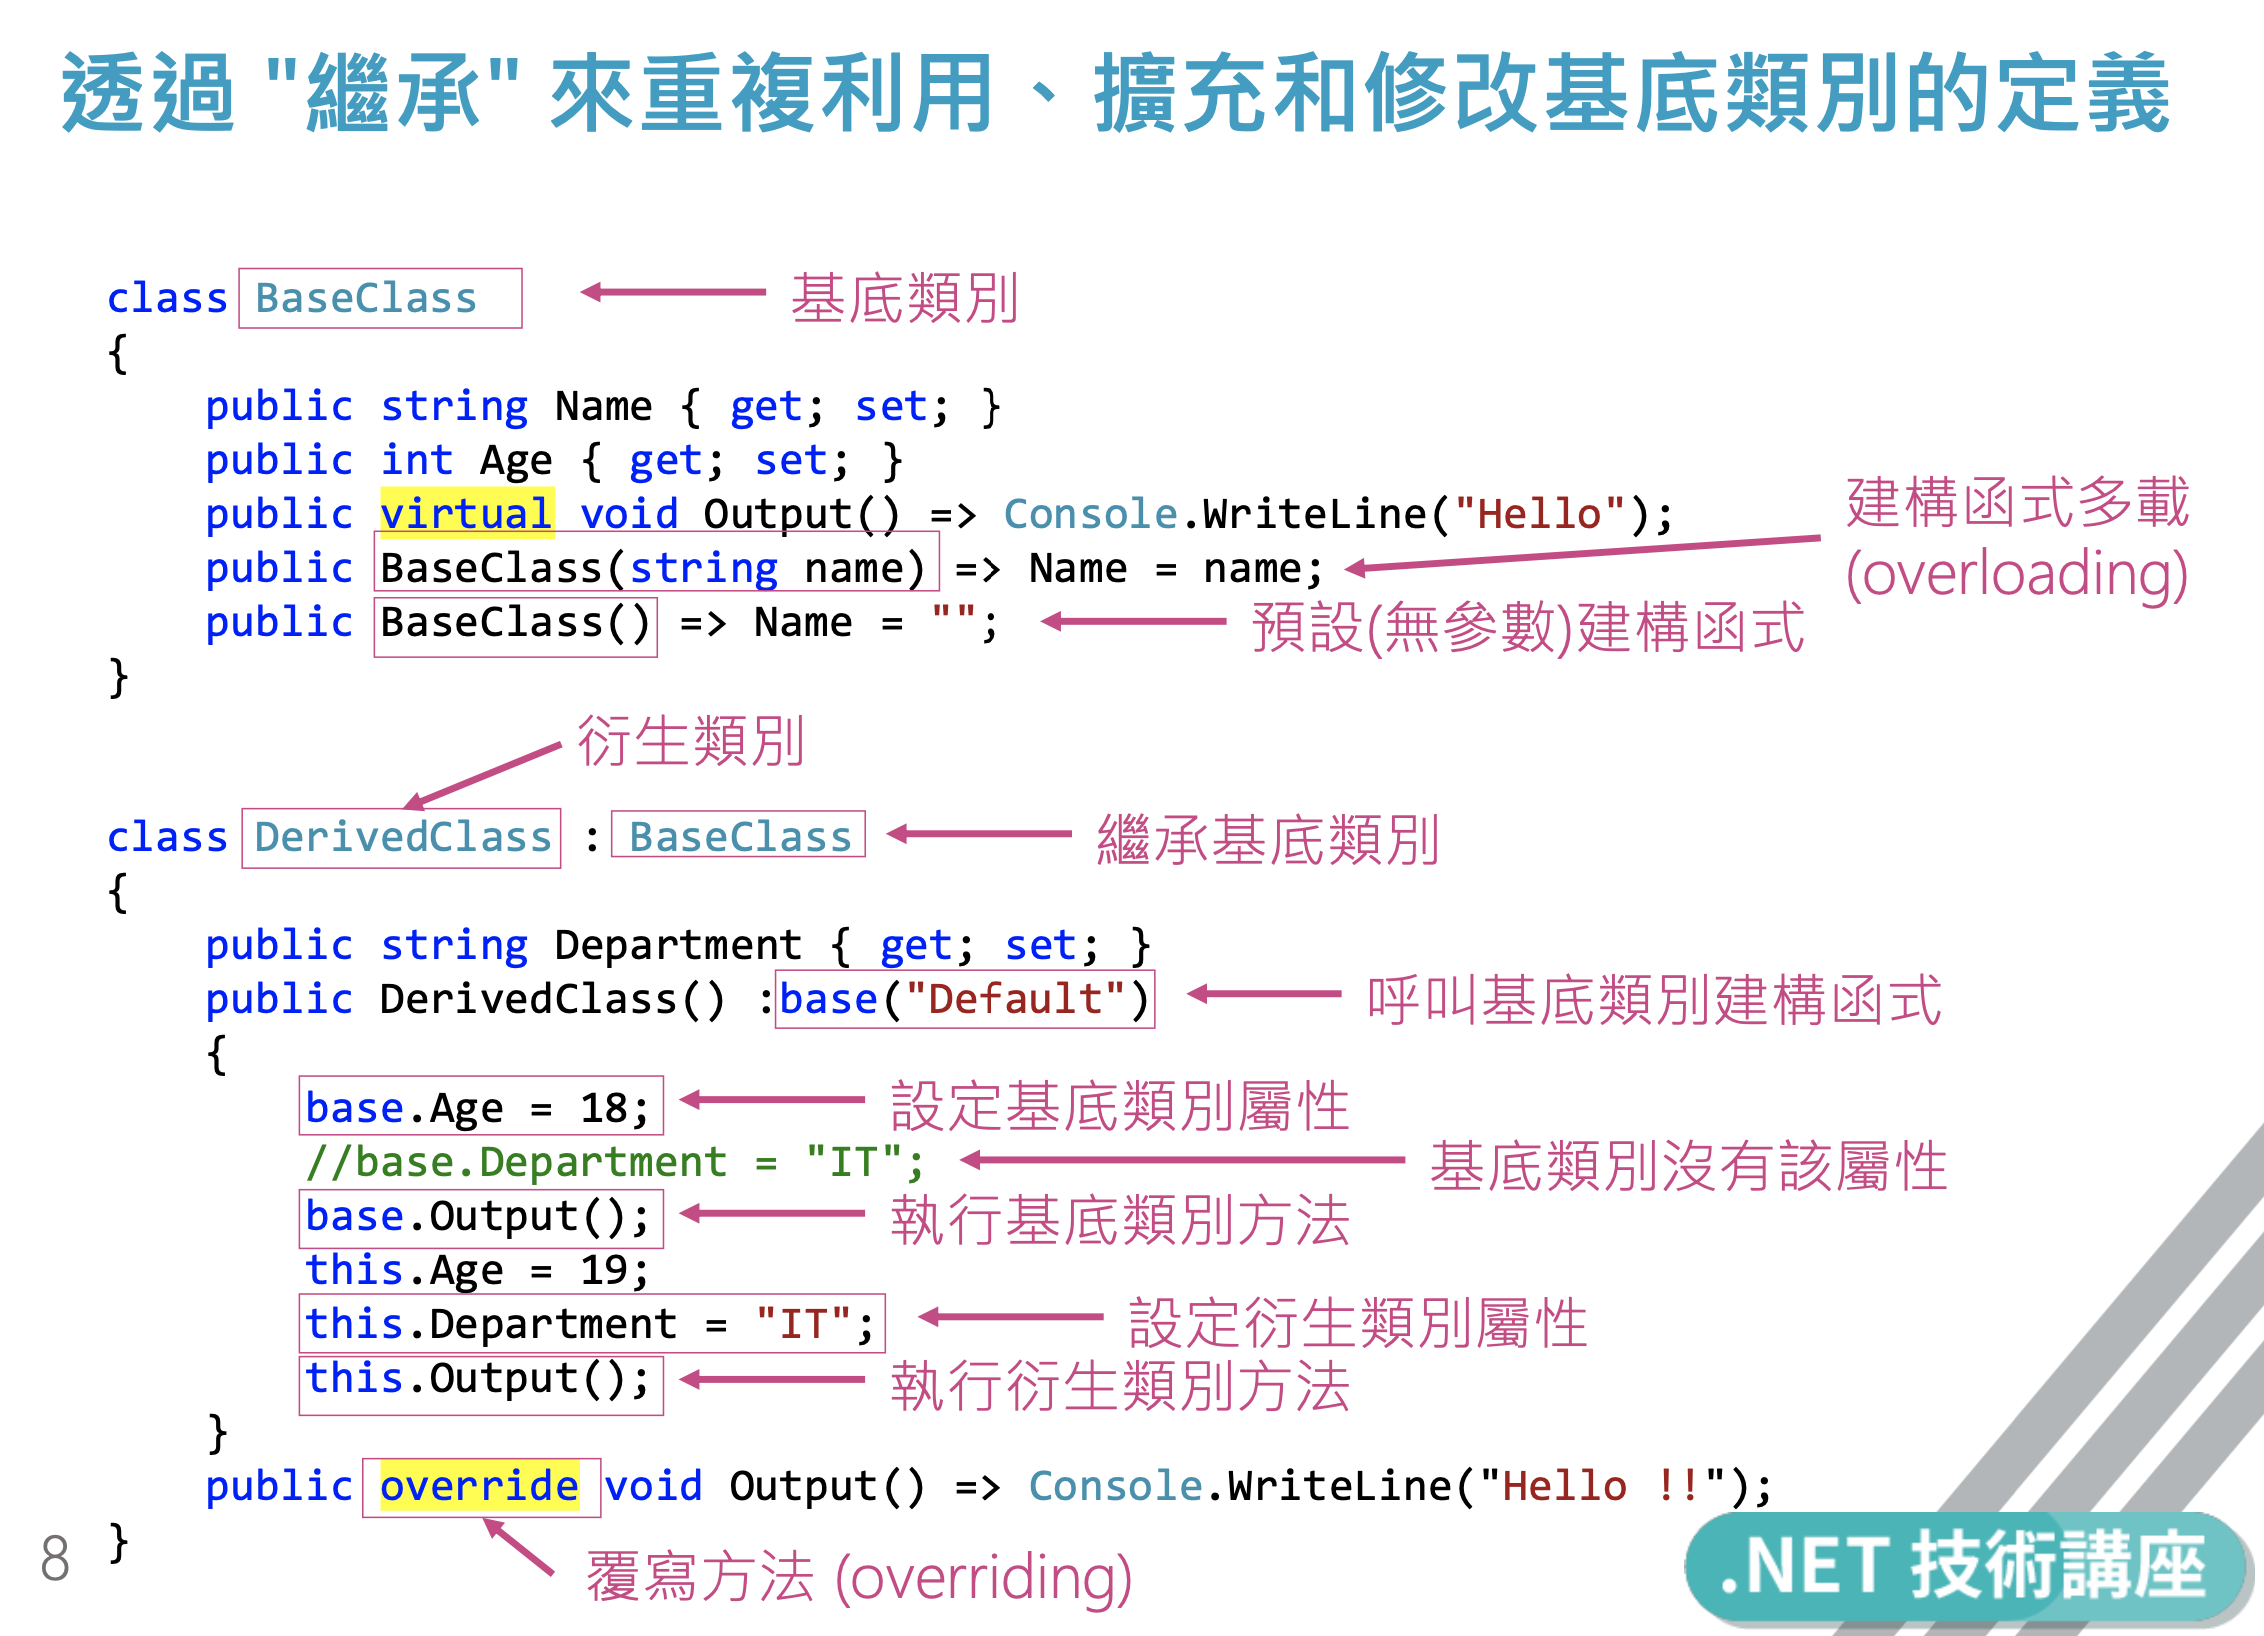 透過 "繼承" 來重複利用、擴充和修改基底類別的定義
class BaseClass
基底類別
{
public string Name { get; set; }
public int Age { get; set; }
public virtual void Output() => Console.WriteLine("Hello");
建構函式多載
(overloading)
public BaseClass(string name) => Name = name;
public BaseClass() => Name = "";
預設(無參數)建構函式
}
衍生類別
class DerivedClass : BaseClass
繼承基底類別
{
public string Department { get; set; }
public DerivedClass() :base("Default")
呼叫基底類別建構函式
{
base.Age = 18;
設定基底類別屬性
//base.Department = "IT";
基底類別沒有該屬性
base.Output();
執行基底類別方法
this.Age = 19;
this.Department = "IT";
設定衍生類別屬性
this.Output();
執行衍生類別方法
}
public override void Output() => Console.WriteLine("Hello !!");
}
覆寫方法 (overriding)
8
.NET 技術講座